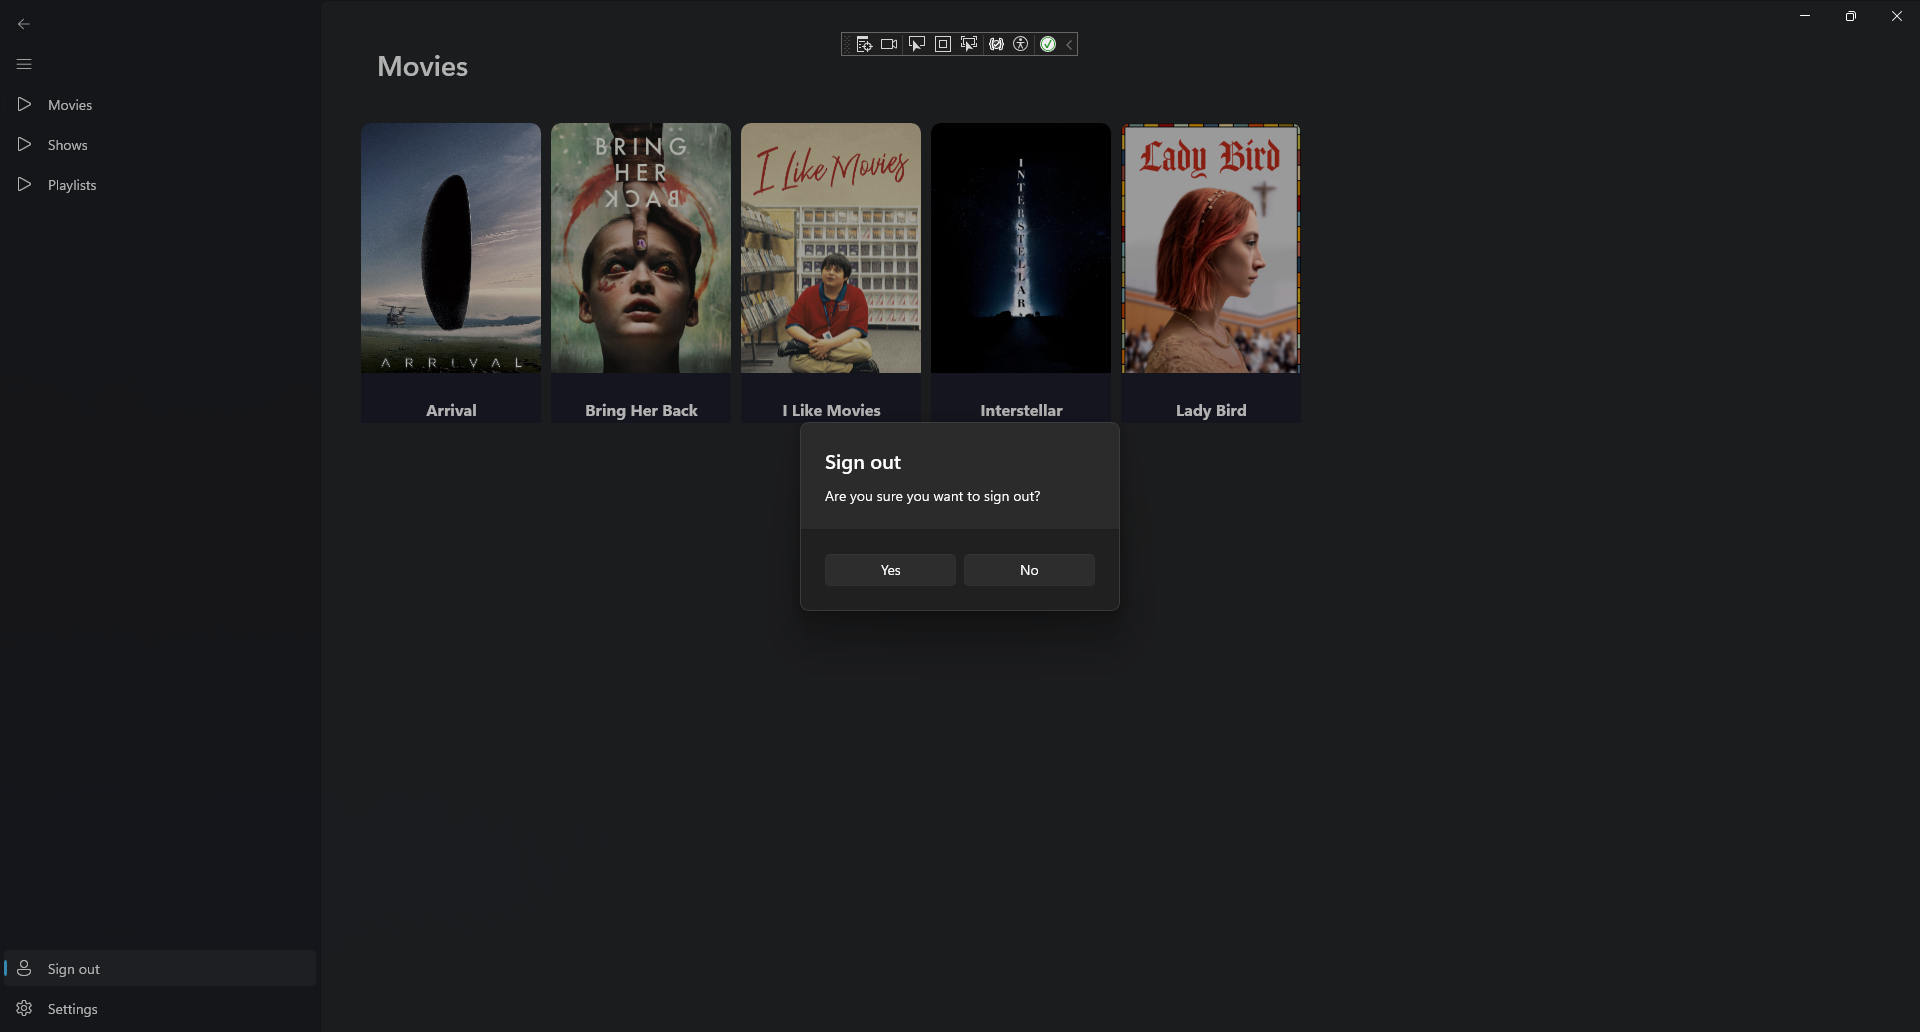 Movies
Movies
Shows
Playlists
BRING
HER
BACK
I Like Movies
INTERSTELLAR
Lady Bird
ARRIVAL
Arrival
Bring Her Back
I Like Movies
Interstellar
Lady Bird
Sign out
Are you sure you want to sign out?
Yes
No
Sign out
Settings